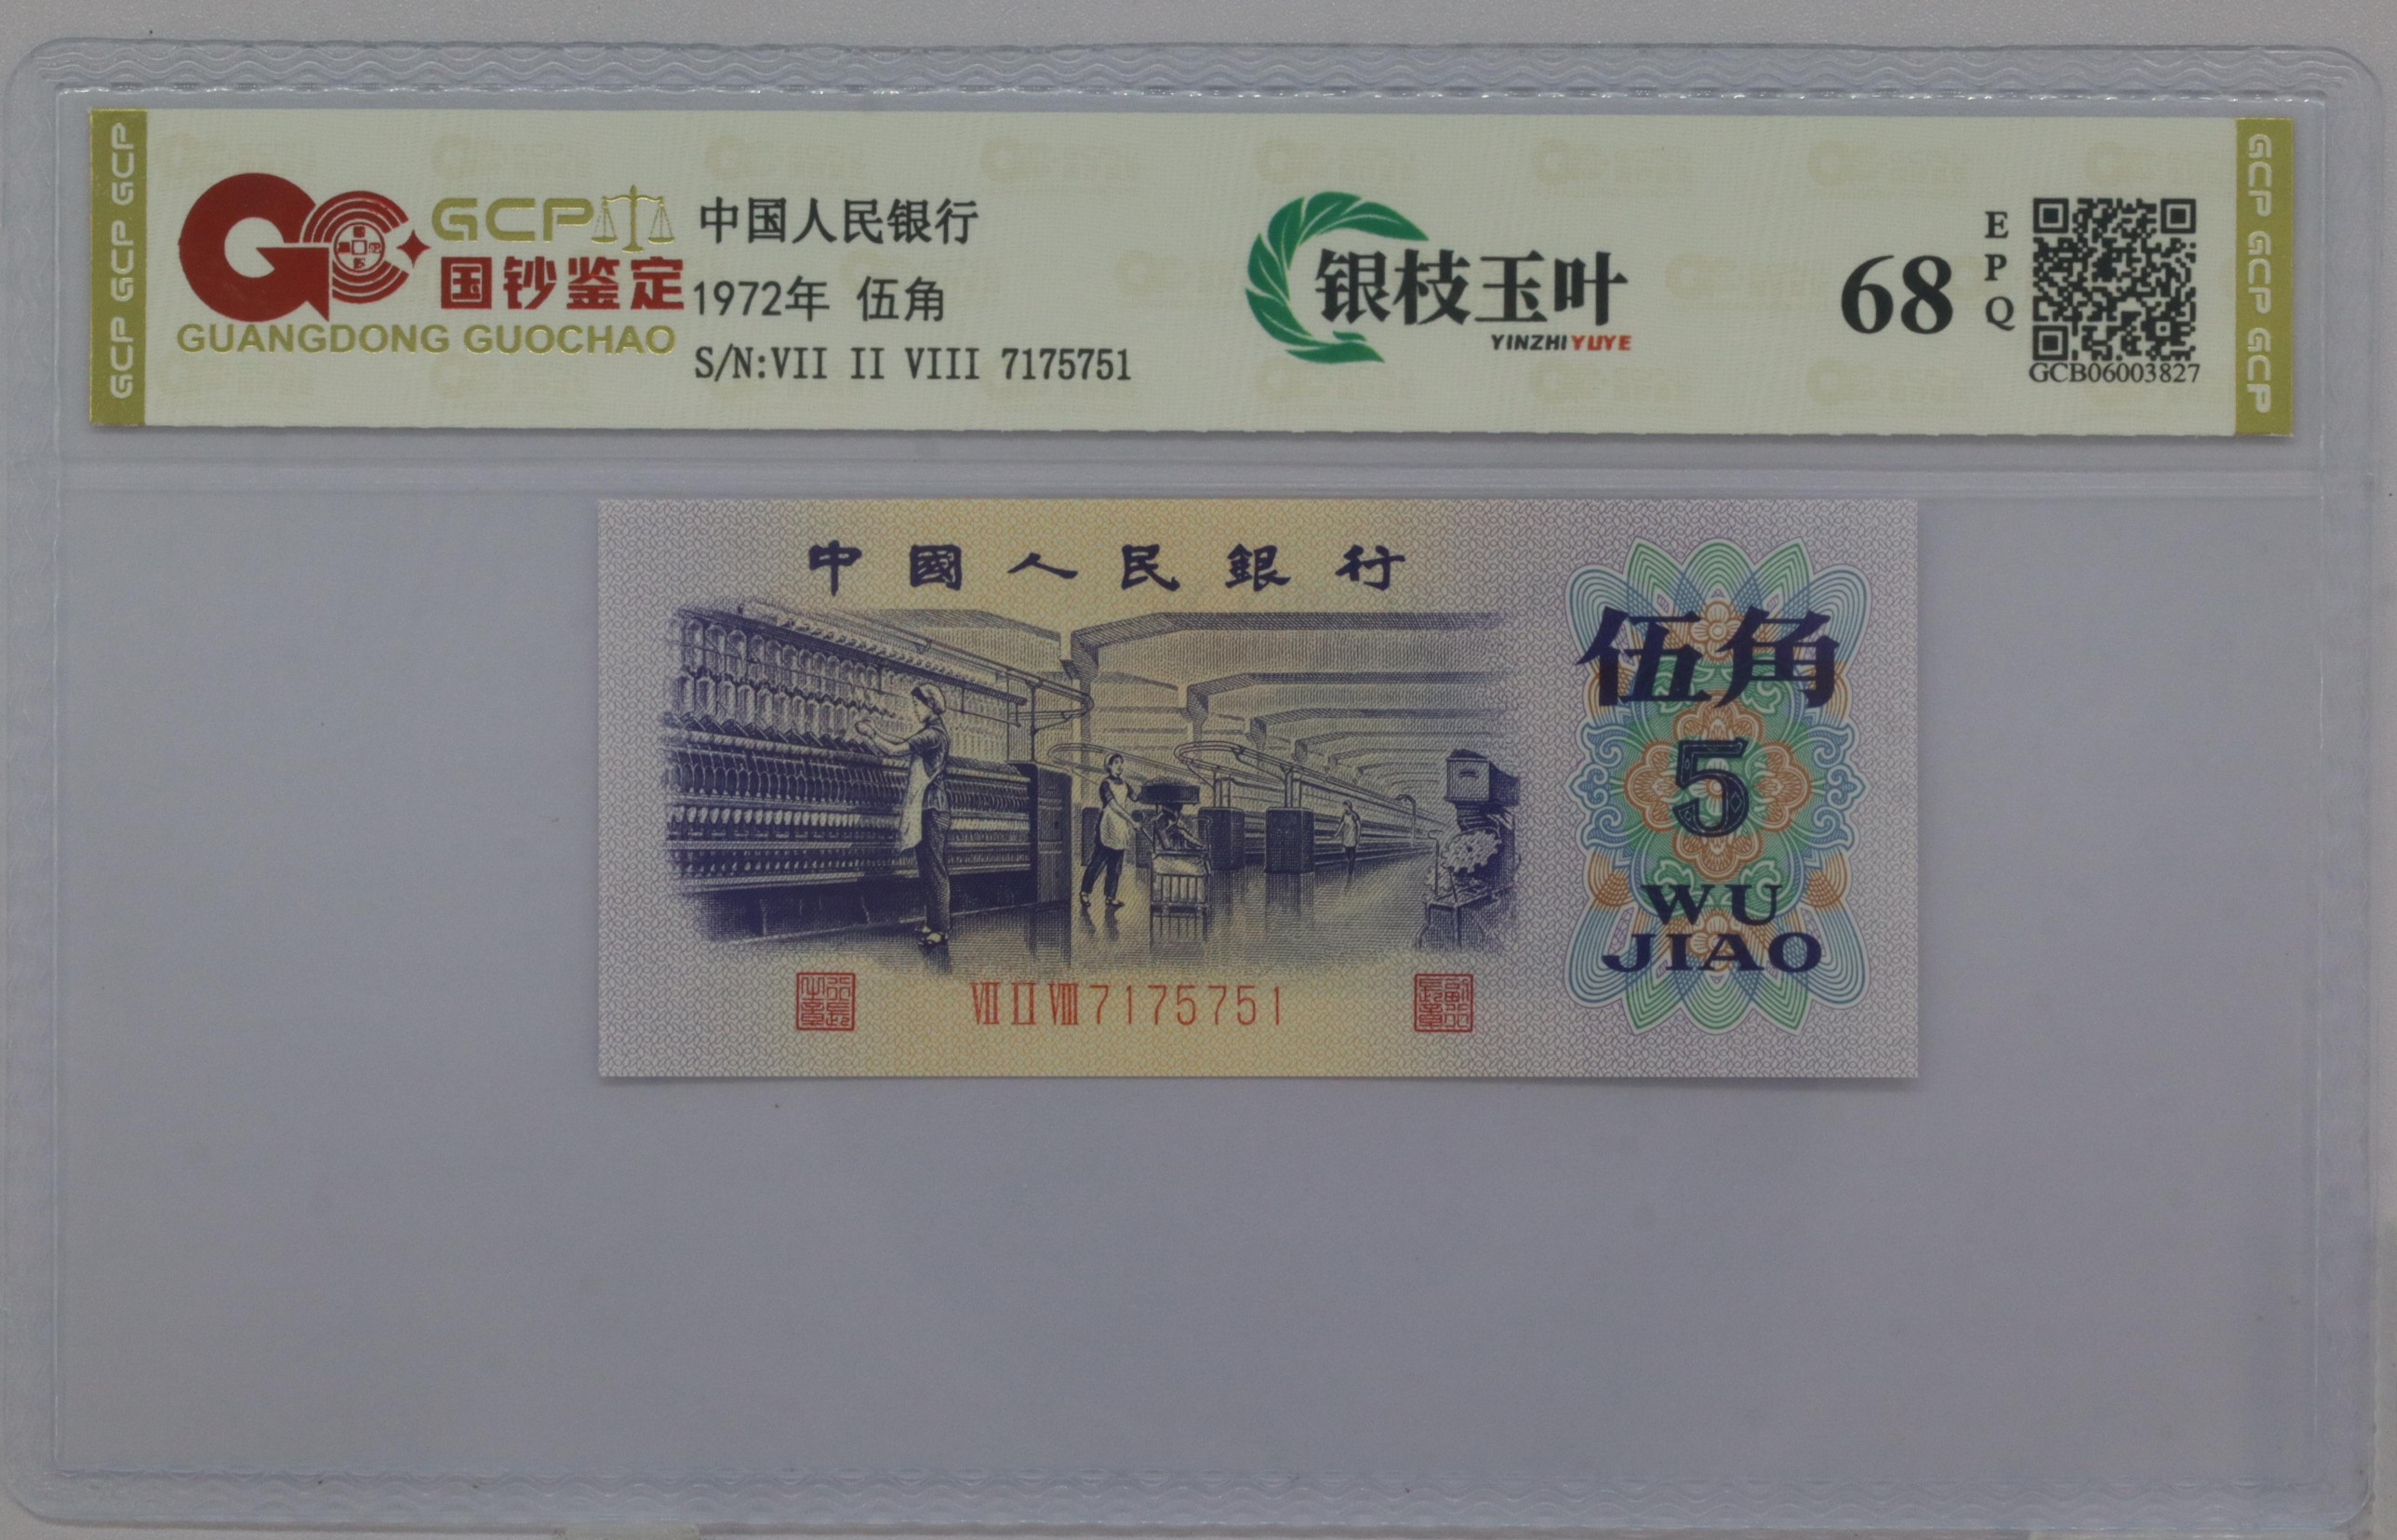 GCP GCP GCP
GCP
国钞鉴定
GUANGDONG GUOCHAO
中国人民银行
1972年 伍角
S/N:VII II VIII 7175751
银枝玉叶
YINZHIYUYE
68
EPQ
GCB06003827
GCP GCP GCP
中國人民銀行
伍角
5
WU
JIAO
VII II VIII 7175751